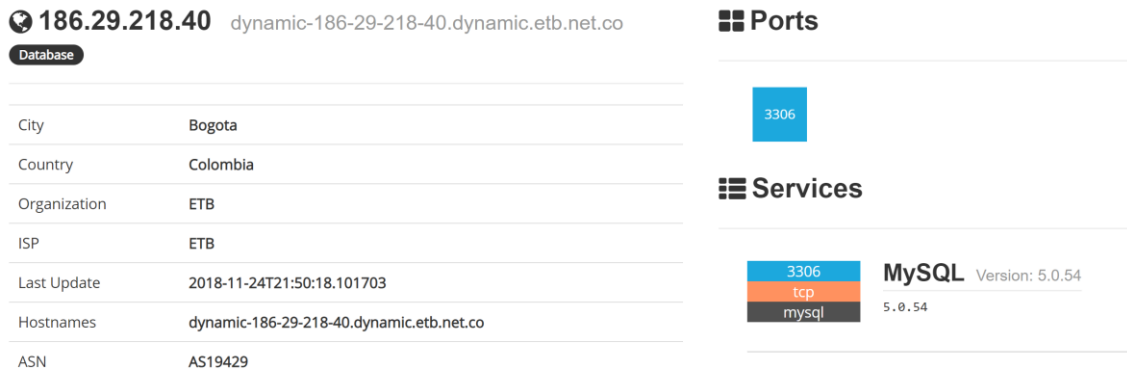 186.29.218.40 dynamic-186-29-218-40.dynamic.etb.net.co
Database
City Bogota
Country Colombia
Organization ETB
ISP ETB
Last Update 2018-11-24T21:50:18.101703
Hostnames dynamic-186-29-218-40.dynamic.etb.net.co
ASN AS19429
Ports
3306
Services
3306
tcp
mysql
MySQL Version: 5.0.54
5.0.54